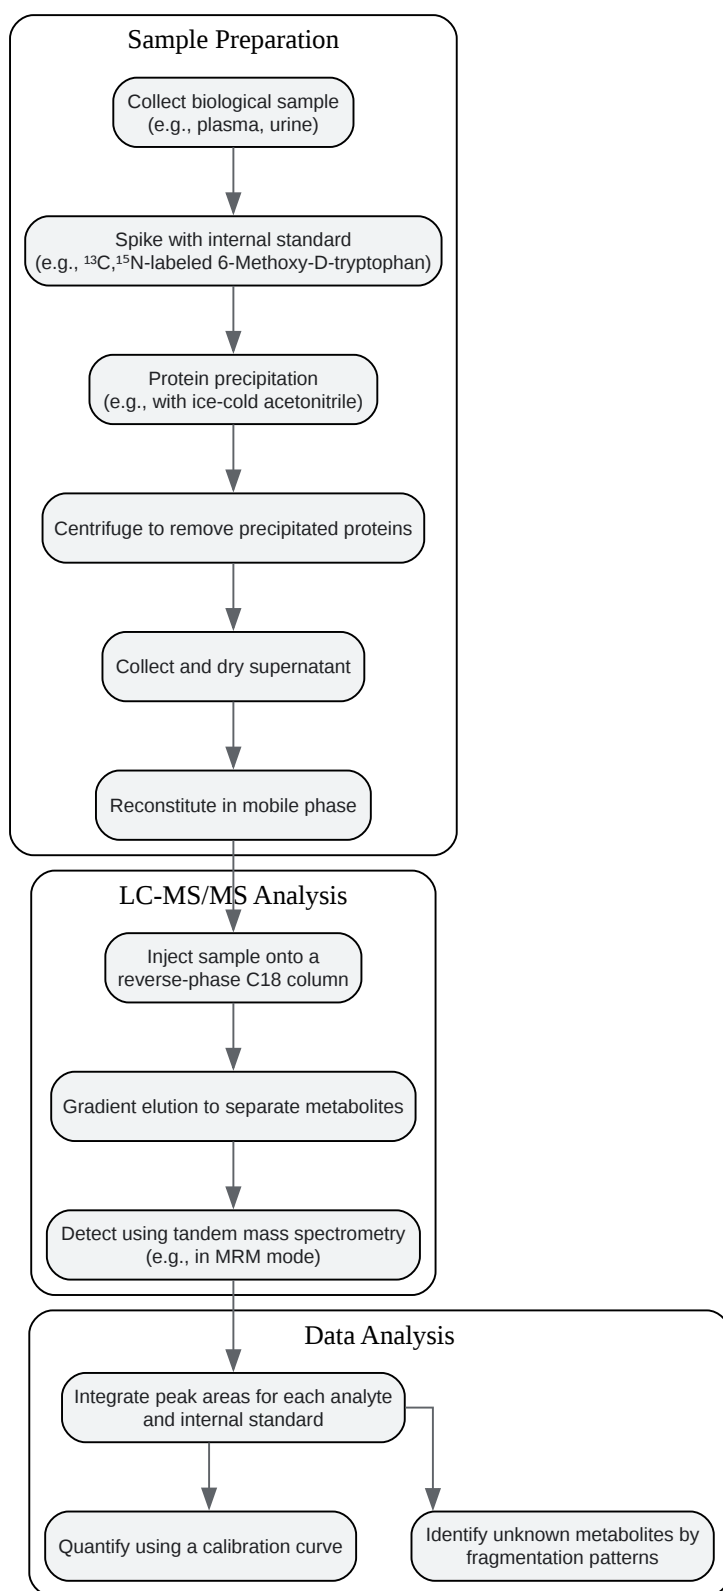 Sample Preparation
Collect biological sample
(e.g., plasma, urine)
Spike with internal standard
(e.g., ¹³C,¹⁵N-labeled 6-Methoxy-D-tryptophan)
Protein precipitation
(e.g., with ice-cold acetonitrile)
Centrifuge to remove precipitated proteins
Collect and dry supernatant
Reconstitute in mobile phase
LC-MS/MS Analysis
Inject sample onto a
reverse-phase C18 column
Gradient elution to separate metabolites
Detect using tandem mass spectrometry
(e.g., in MRM mode)
Data Analysis
Integrate peak areas for each analyte
and internal standard
Quantify using a calibration curve
Identify unknown metabolites by
fragmentation patterns